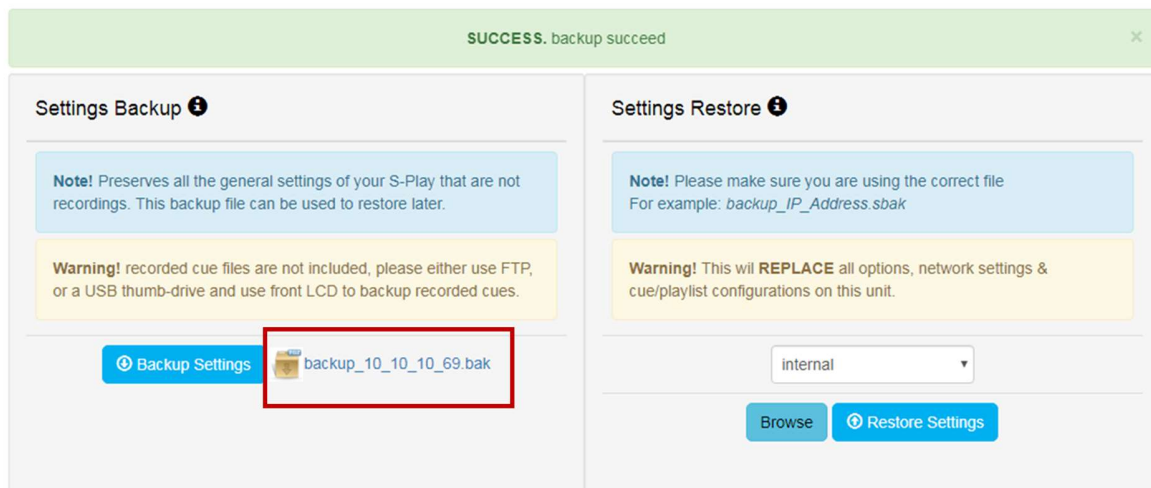 SUCCESS. backup succeed ×
Settings Backup
Note! Preserves all the general settings of your S-Play that are not
recordings. This backup file can be used to restore later.
Warning! recorded cue files are not included, please either use FTP,
or a USB thumb-drive and use front LCD to backup recorded cues.
Backup Settings
backup_10_10_10_69.bak
Settings Restore
Note! Please make sure you are using the correct file
For example: backup_IP_Address.sbak
Warning! This wil REPLACE all options, network settings &
cue/playlist configurations on this unit.
internal
Browse
Restore Settings